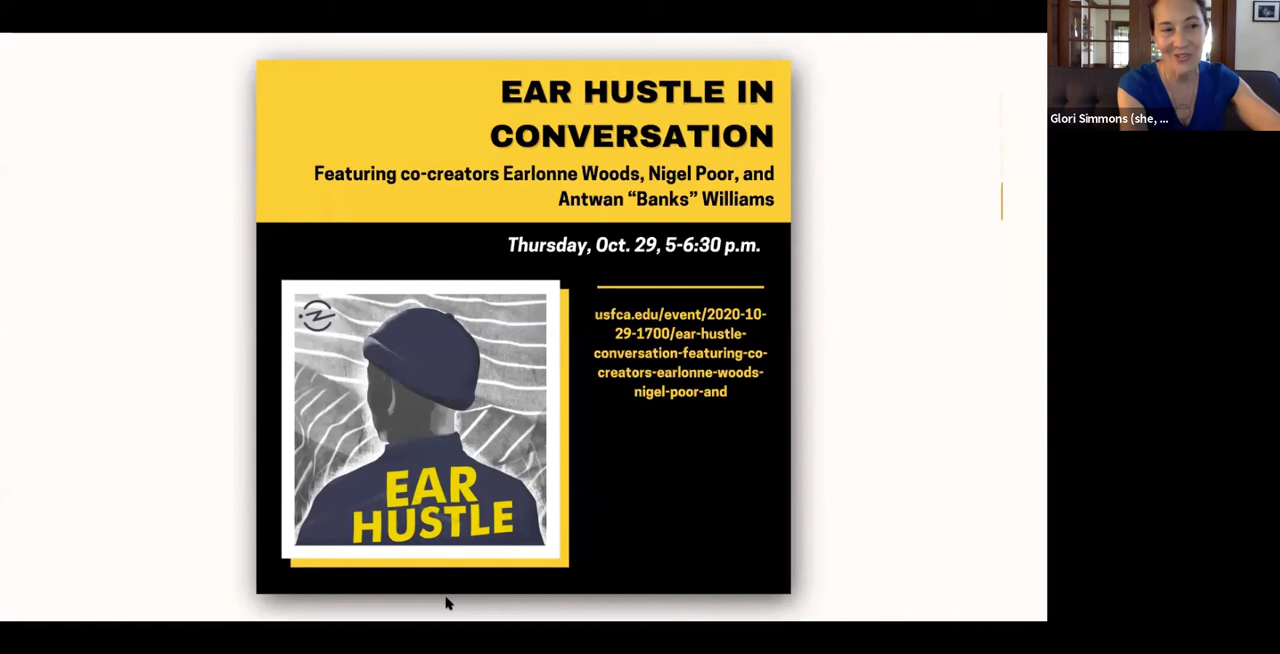 EAR HUSTLE IN
CONVERSATION
Featuring co-creators Earlonne Woods, Nigel Poor, and
Antwan “Banks” Williams
Thursday, Oct. 29, 5-6:30 p.m.
usfca.edu/event/2020-10-
29-1700/ear-hustle-
conversation-featuring-co-
creators-earlonne-woods-
nigel-poor-and
EAR
HUSTLE
Glori Simmons (she, ...